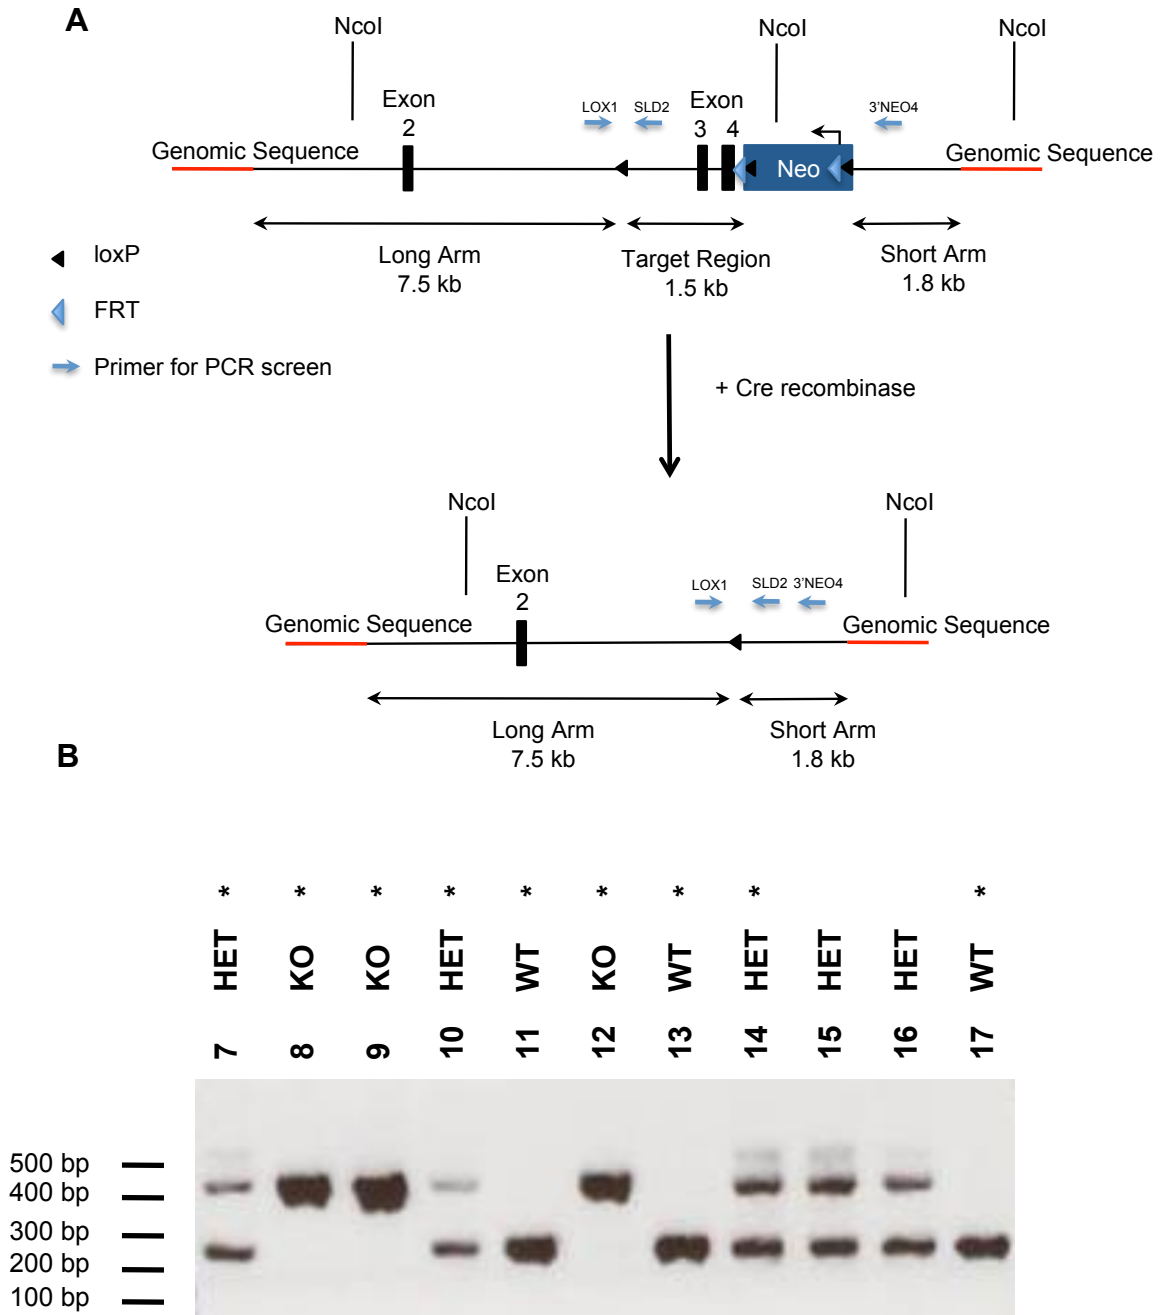 A
NcoI
NcoI
NcoI
Exon
2
LOX1
SLD2
Exon
3 4
3'NEO4
Genomic Sequence
Neo
Genomic Sequence
Long Arm
7.5 kb
Target Region
1.5 kb
Short Arm
1.8 kb
loxP
FRT
Primer for PCR screen
+ Cre recombinase
NcoI
NcoI
Exon
2
LOX1
SLD2
3'NEO4
Genomic Sequence
Genomic Sequence
Long Arm
7.5 kb
Short Arm
1.8 kb
B
7 HET *
8 KO *
9 KO *
10 HET *
11 WT *
12 KO *
13 WT *
14 HET *
15 HET
16 HET
17 WT *
500 bp
400 bp
300 bp
200 bp
100 bp